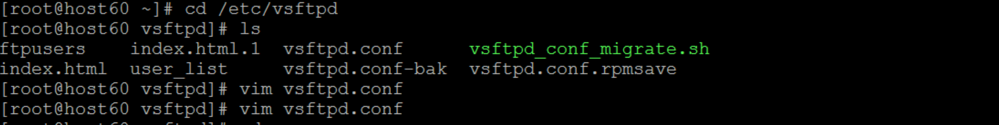 [root@host60 ~]# cd /etc/vsftpd
[root@host60 vsftpd]# ls
ftpusers    index.html.1  vsftpd.conf      vsftpd_conf_migrate.sh
index.html  user_list     vsftpd.conf-bak  vsftpd.conf.rpmsave
[root@host60 vsftpd]# vim vsftpd.conf
[root@host60 vsftpd]# vim vsftpd.conf